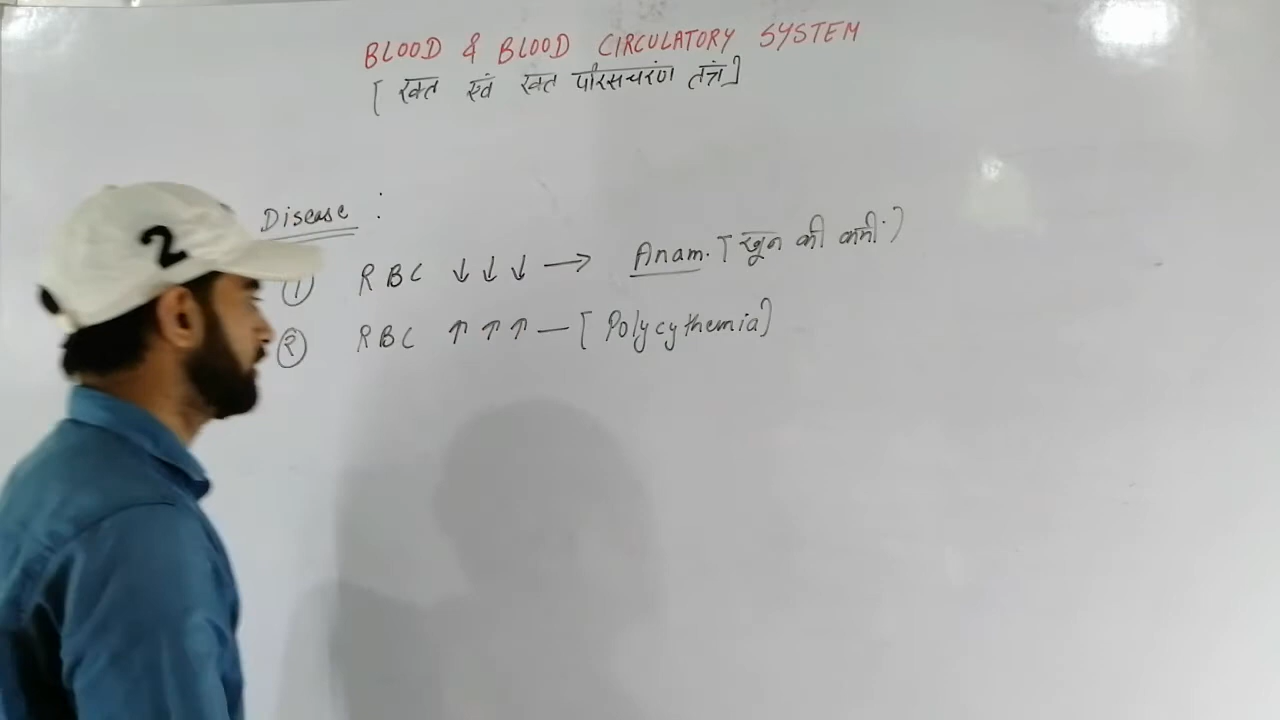 BLOOD & BLOOD CIRCULATORY SYSTEM
[ रक्त एवं रक्त परिसंचरण तंत्र ]
Disease :
① RBC ↓ ↓ ↓ → Anam. [ खून की कमी. )
② RBC ↑ ↑ ↑ — [ Polycythemia ]
2